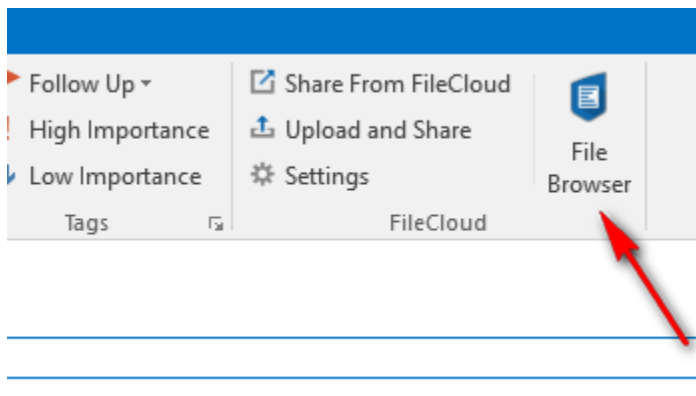 Follow Up
High Importance
Low Importance
Tags
Share From FileCloud
Upload and Share
Settings
File
Browser
FileCloud